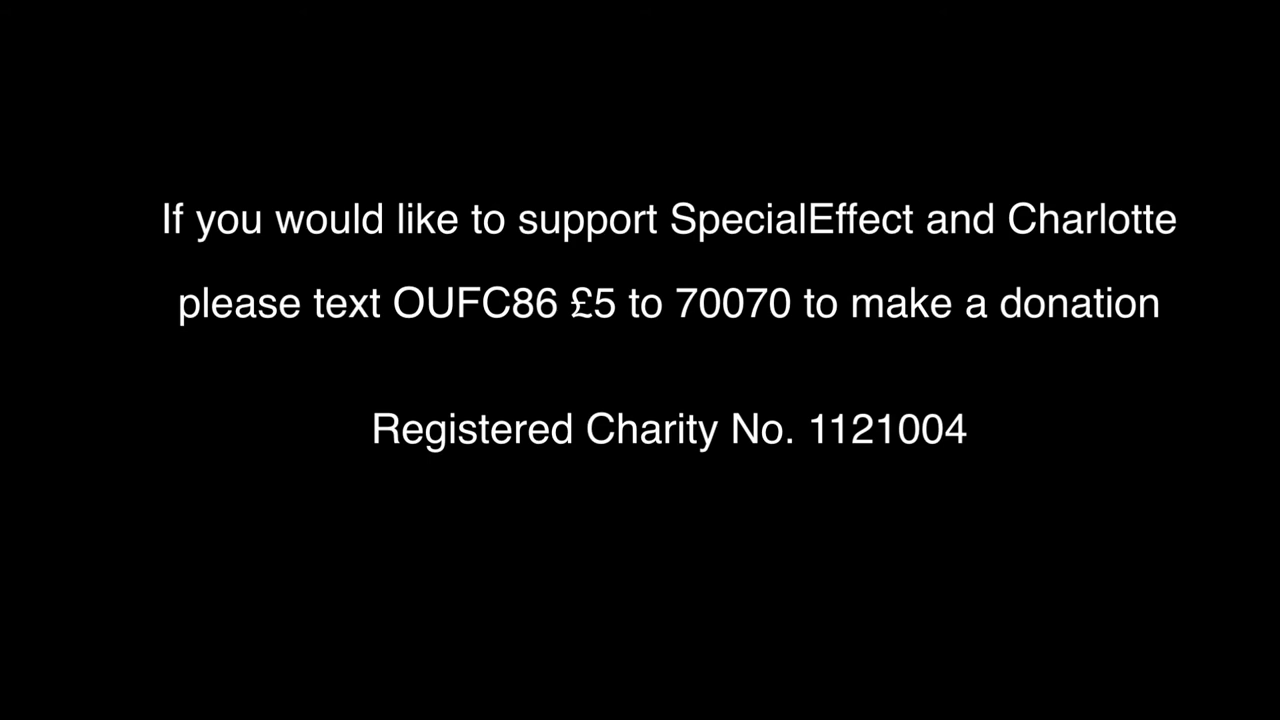 If you would like to support SpecialEffect and Charlotte
please text OUFC86 £5 to 70070 to make a donation
Registered Charity No. 1121004